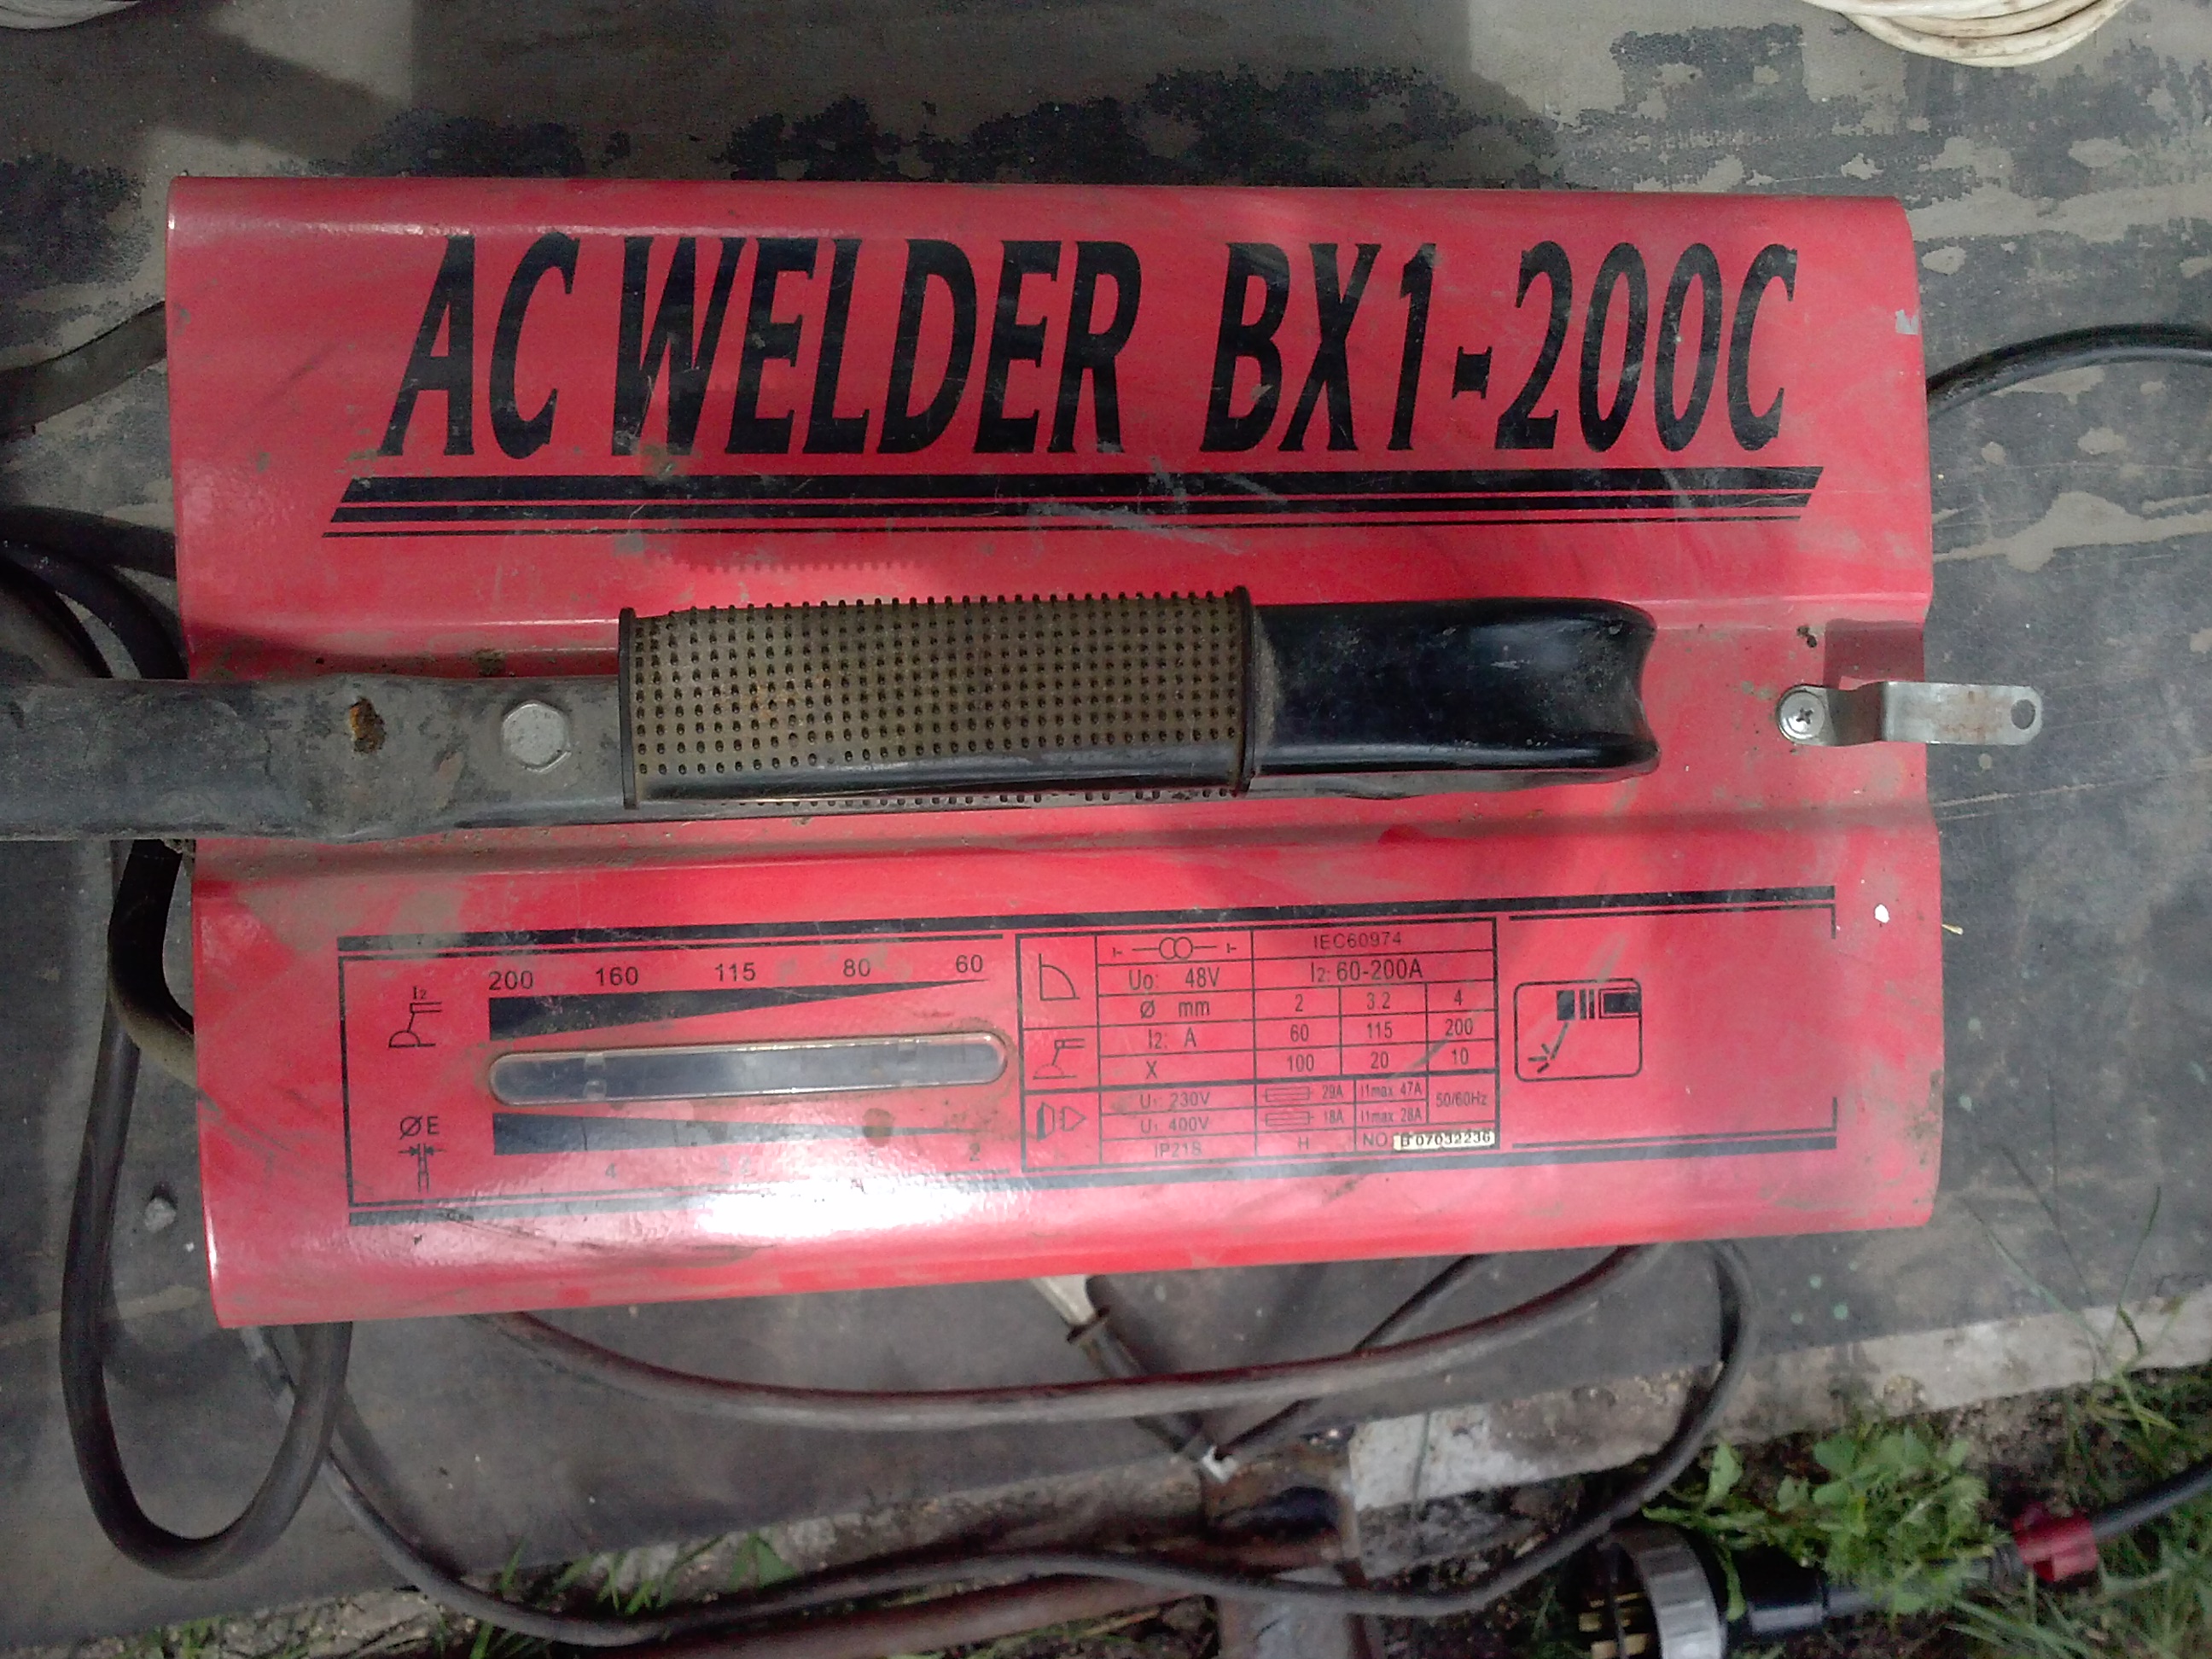 AC WELDER BX1-200C
200 160 115 80 60
I2
ØE
4 2
IEC60974
U0: 48V I2: 60-200A
Ø mm 2 3.2 4
I2: A 60 115 200
X 100 20 10
U1: 230V 29A I1max 47A 50/60Hz
U1 400V 18A I1max 28A
IP21S H NO B 07032236